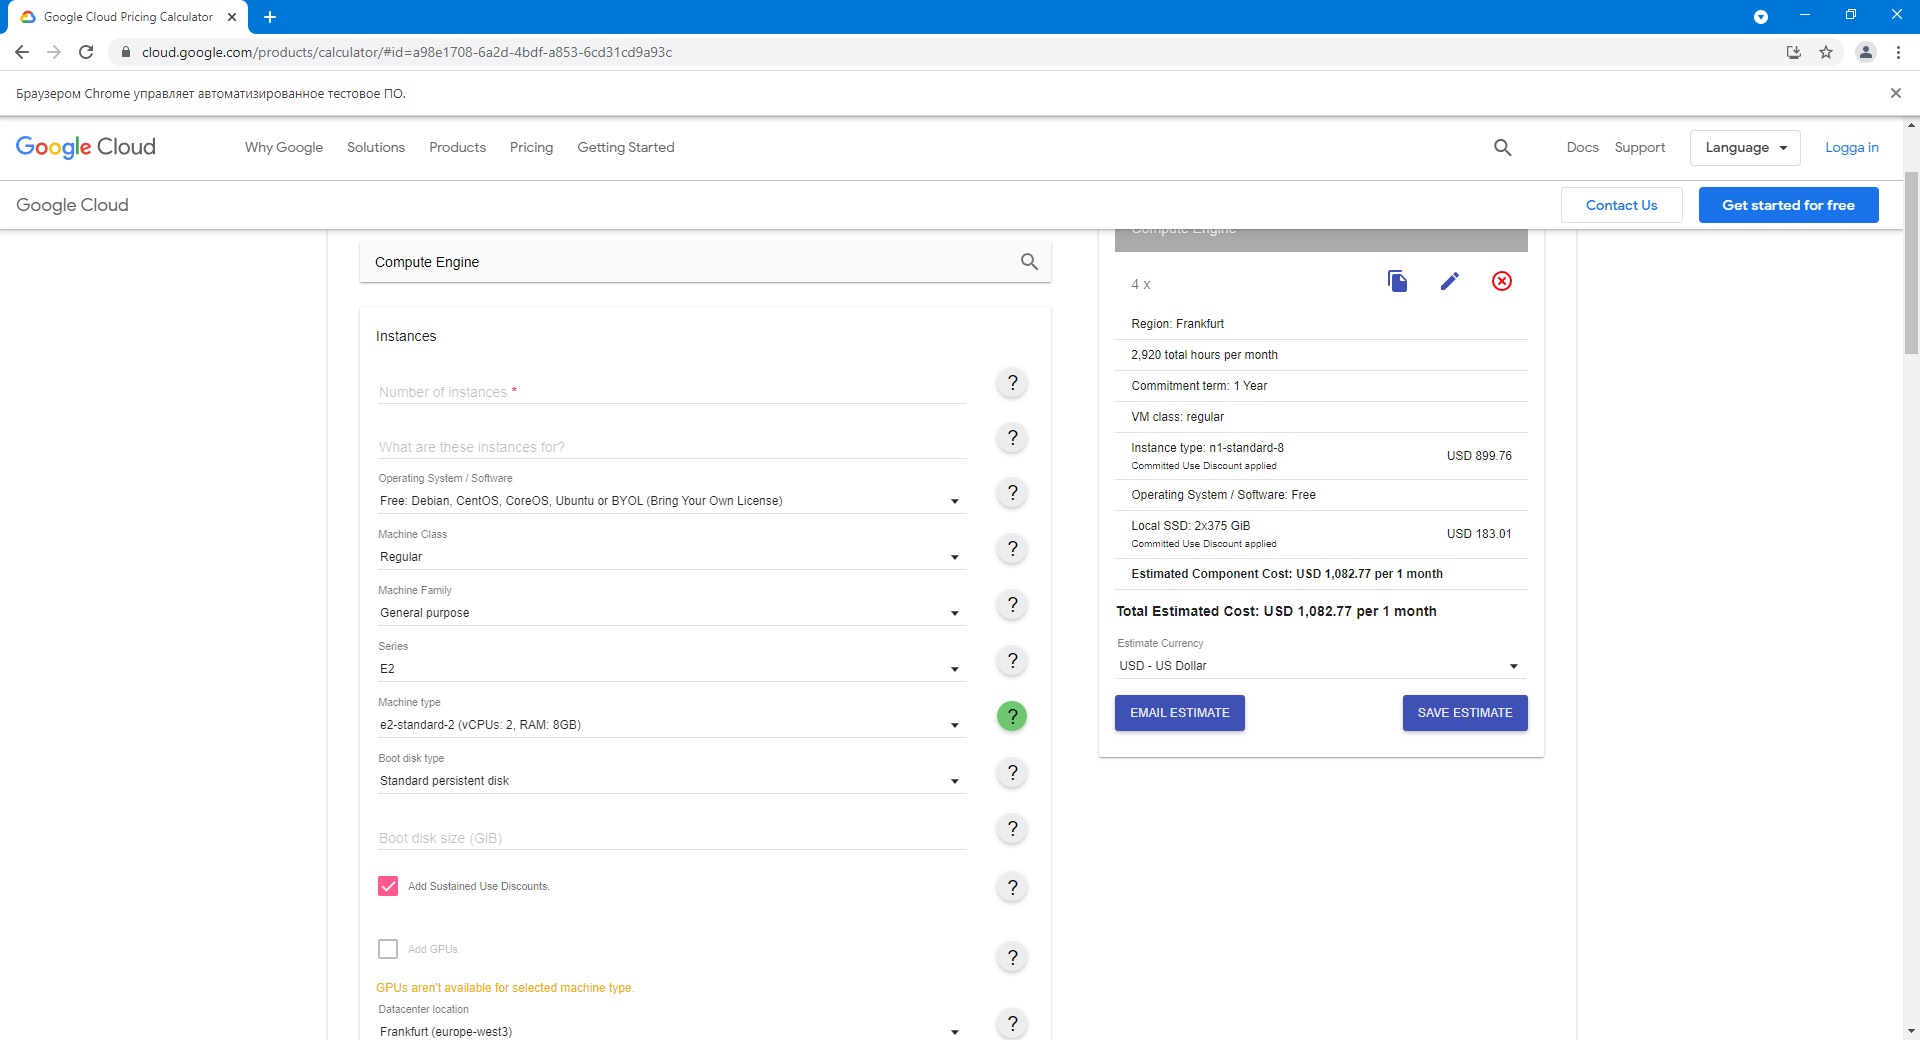 Google Cloud Pricing Calculator
cloud.google.com/products/calculator/#id=a98e1708-6a2d-4bdf-a853-6cd31cd9a93c
Браузером Chrome управляет автоматизированное тестовое ПО.
Google Cloud
Why Google
Solutions
Products
Pricing
Getting Started
Docs
Support
Language
Logga in
Google Cloud
Contact Us
Get started for free
Compute Engine
Instances
Number of instances *
?
What are these instances for?
?
Operating System / Software
Free: Debian, CentOS, CoreOS, Ubuntu or BYOL (Bring Your Own License)
?
Machine Class
Regular
?
Machine Family
General purpose
?
Series
E2
?
Machine type
e2-standard-2 (vCPUs: 2, RAM: 8GB)
?
Boot disk type
Standard persistent disk
?
Boot disk size (GiB)
?
Add Sustained Use Discounts.
?
Add GPUs.
?
GPUs aren't available for selected machine type.
Datacenter location
Frankfurt (europe-west3)
?
Compute Engine
4 x
Region: Frankfurt
2,920 total hours per month
Commitment term: 1 Year
VM class: regular
Instance type: n1-standard-8
Committed Use Discount applied
USD 899.76
Operating System / Software: Free
Local SSD: 2x375 GiB
Committed Use Discount applied
USD 183.01
Estimated Component Cost: USD 1,082.77 per 1 month
Total Estimated Cost: USD 1,082.77 per 1 month
Estimate Currency
USD - US Dollar
EMAIL ESTIMATE
SAVE ESTIMATE